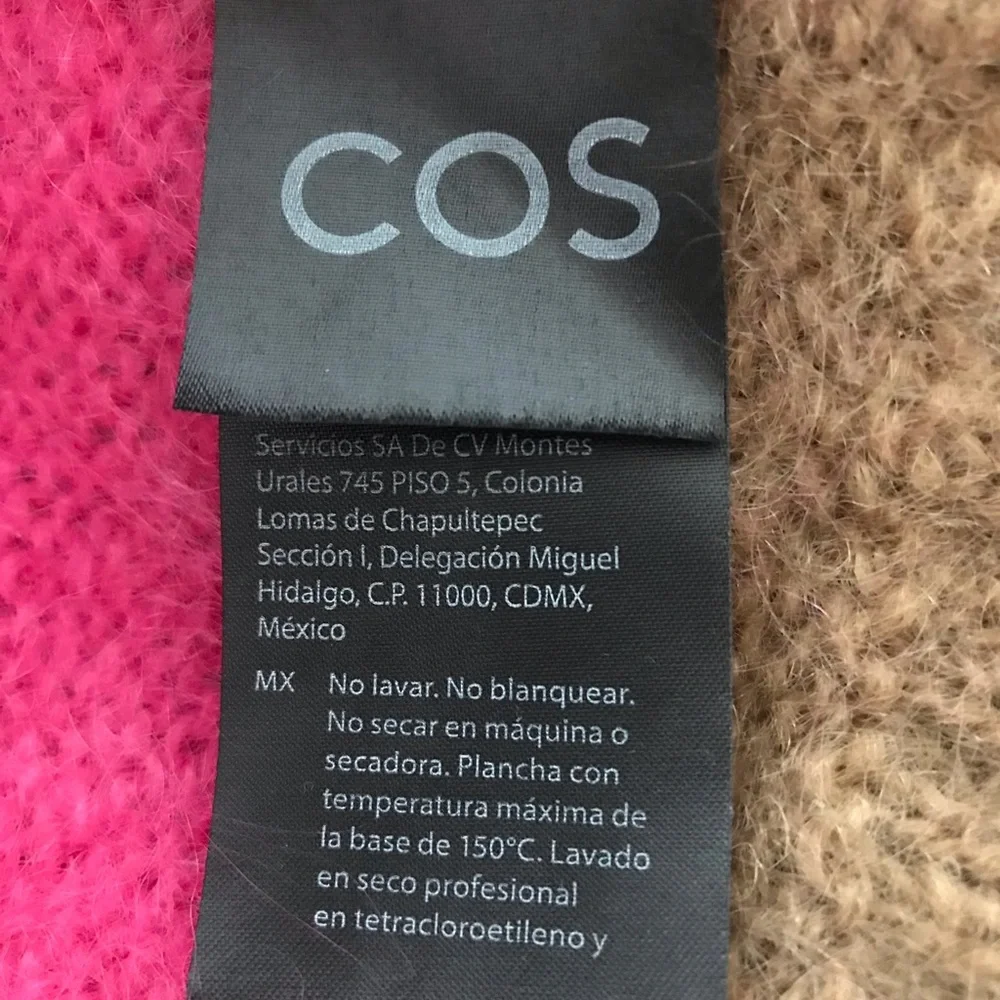 COS
Servicios SA De CV Montes
Urales 745 PISO 5, Colonia
Lomas de Chapultepec
Sección I, Delegación Miguel
Hidalgo, C.P. 11000, CDMX,
México
MX No lavar. No blanquear.
No secar en máquina o
secadora. Plancha con
temperatura máxima de
la base de 150°C. Lavado
en seco profesional
en tetracloroetileno y